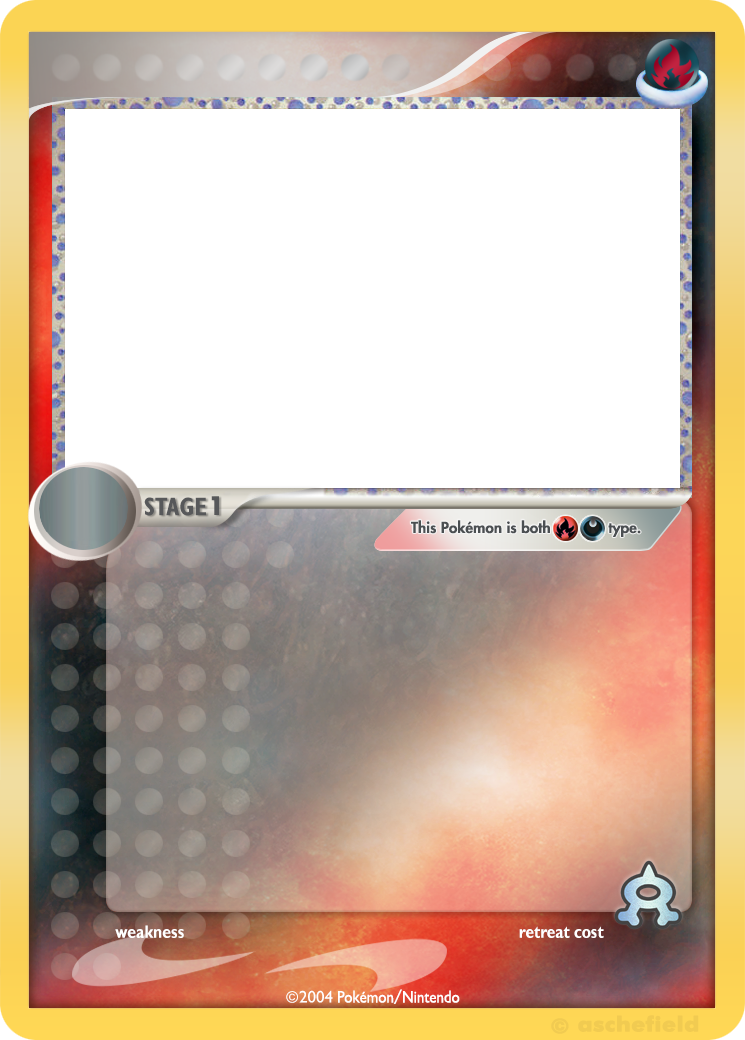 STAGE 1
This Pokémon is both type.
weakness
retreat cost
©2004 Pokémon/Nintendo
© aschefield